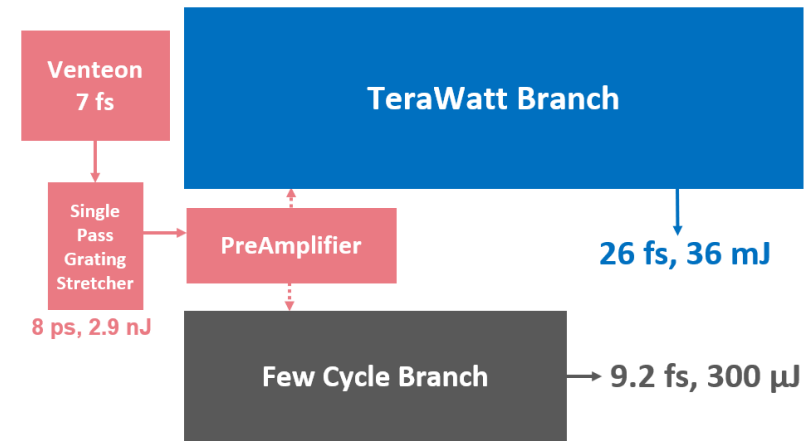 Venteon
7 fs
TeraWatt Branch
Single
Pass
Grating
Stretcher
PreAmplifier
26 fs, 36 mJ
8 ps, 2.9 nJ
Few Cycle Branch
9.2 fs, 300 µJ